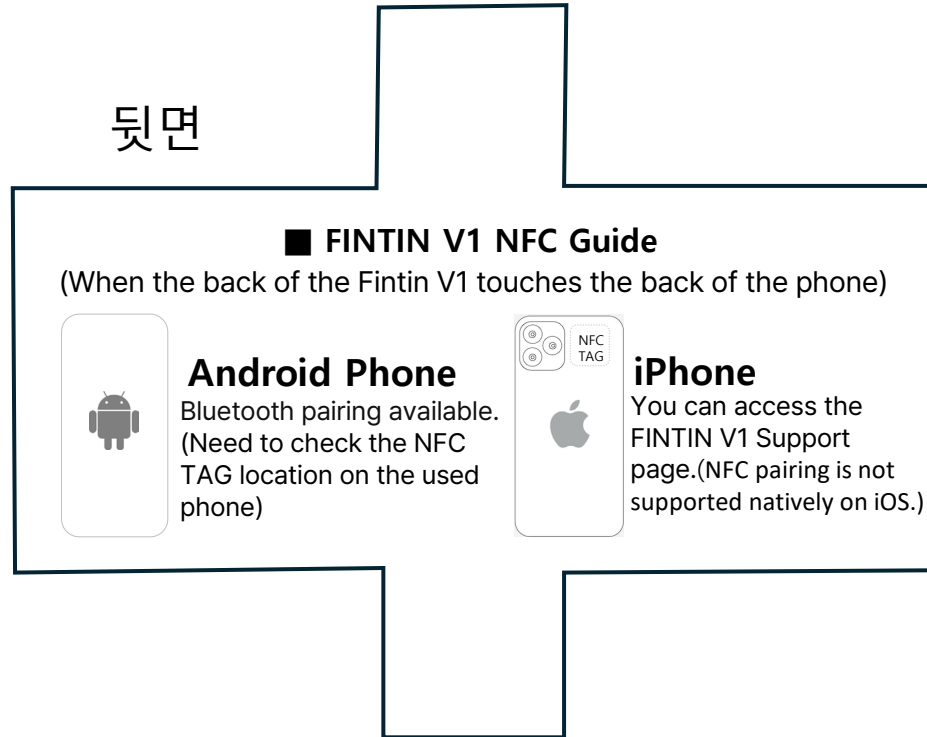 뒷면
■ FINTIN V1 NFC Guide
(When the back of the Fintin V1 touches the back of the phone)
Android Phone
Bluetooth pairing available.
(Need to check the NFC
TAG location on the used
phone)
NFC
TAG
iPhone
You can access the
FINTIN V1 Support
page.(NFC pairing is not
supported natively on iOS.)